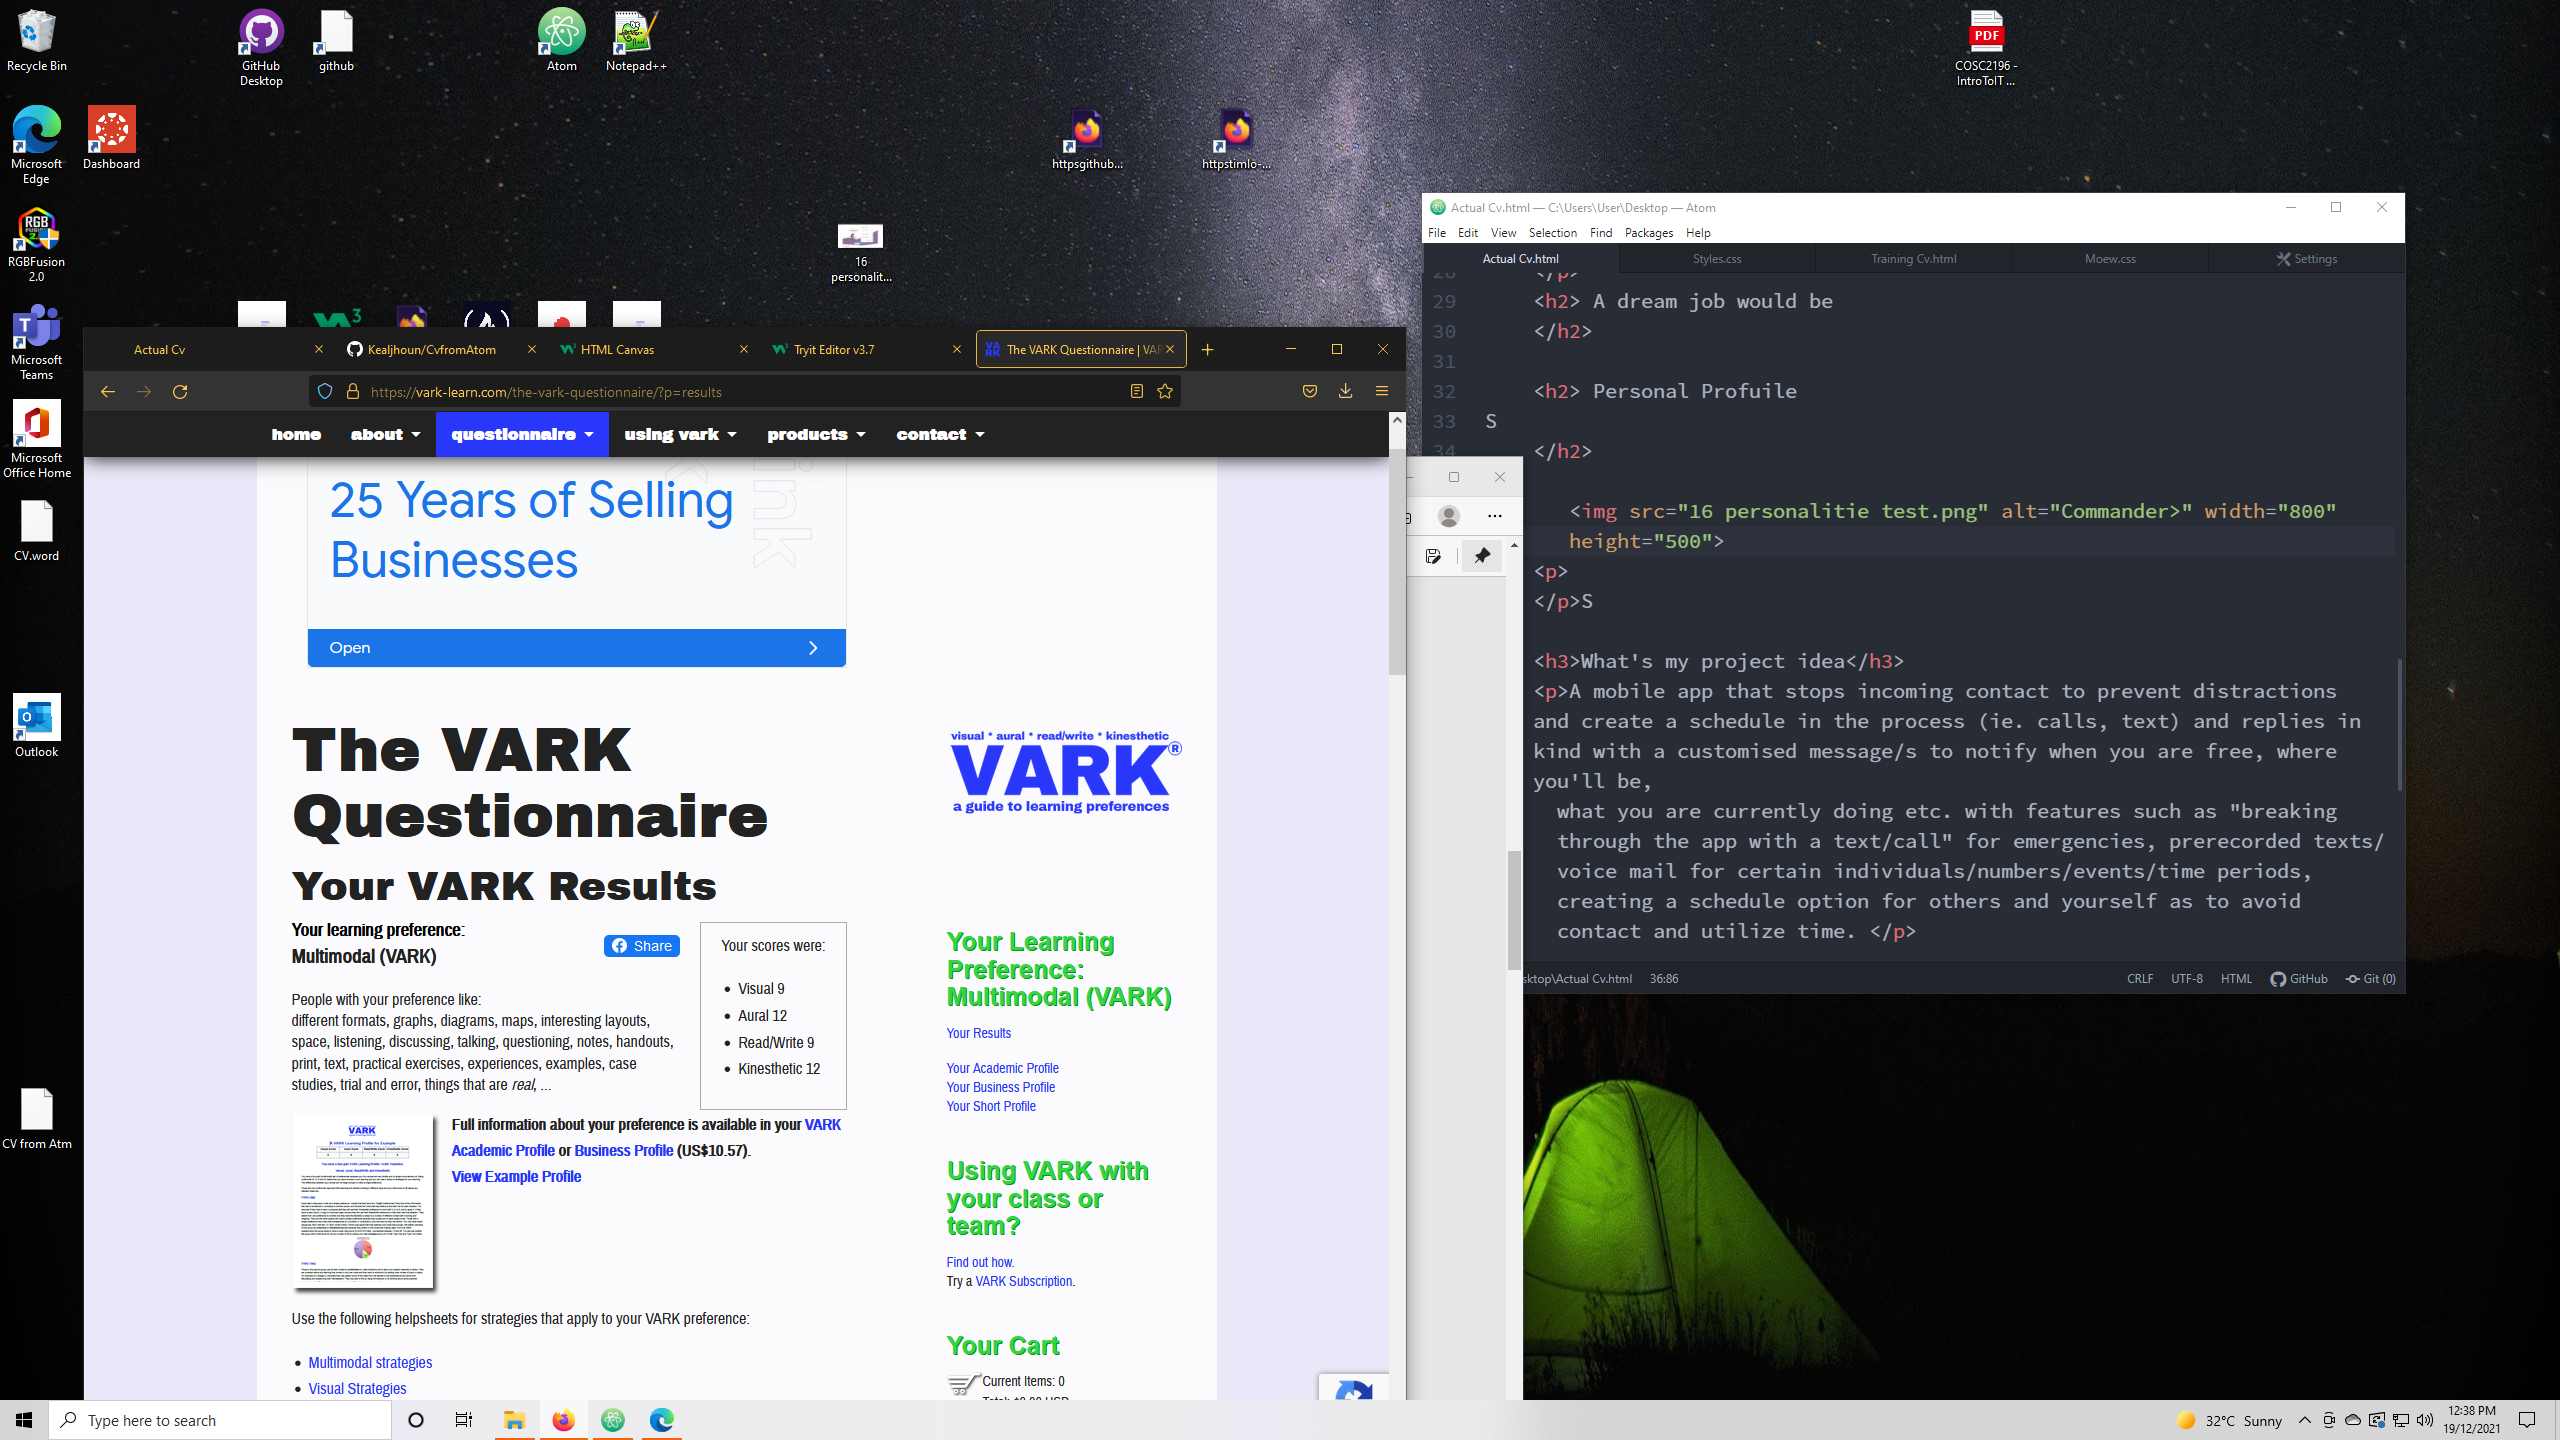 Recycle Bin
GitHub
Desktop
github
Atom
Notepad++
COSC2196 -
IntroToIT ...
Microsoft
Edge
Dashboard
httpsgithub...
httpstimlo-...
RGBFusion
2.0
16
personalit...
Microsoft
Teams
Microsoft
Office Home
CV.word
Outlook
CV from Atm
Actual Cv
Kealjhoun/CvfromAtom
HTML Canvas
Tryit Editor v3.7
The VARK Questionnaire | VAR
https://vark-learn.com/the-vark-questionnaire/?p=results
home
about
questionnaire
using vark
products
contact
25 Years of Selling
Businesses
Open
The VARK
Questionnaire
Your VARK Results
Your learning preference:
Multimodal (VARK)
Share
People with your preference like:
different formats, graphs, diagrams, maps, interesting layouts,
space, listening, discussing, talking, questioning, notes, handouts,
print, text, practical exercises, experiences, examples, case
studies, trial and error, things that are real, ...
Your scores were:
Visual 9
Aural 12
Read/Write 9
Kinesthetic 12
Full information about your preference is available in your VARK
Academic Profile or Business Profile (US$10.57).
View Example Profile
Use the following helpsheets for strategies that apply to your VARK preference:
Multimodal strategies
Visual Strategies
visual * aural * read/write * kinesthetic
VARK®
a guide to learning preferences
Your Learning
Preference:
Multimodal (VARK)
Your Results
Your Academic Profile
Your Business Profile
Your Short Profile
Using VARK with
your class or
team?
Find out how.
Try a VARK Subscription.
Your Cart
Current Items: 0
Actual Cv.html — C:\Users\User\Desktop — Atom
File Edit View Selection Find Packages Help
Actual Cv.html
Styles.css
Training Cv.html
Moew.css
Settings
28 </p>
29 <h2> A dream job would be
30 </h2>
31
32 <h2> Personal Profuile
33 S
34 </h2>
<img src="16 personalitie test.png" alt="Commander>" width="800"
height="500">
<p>
</p>S
<h3>What's my project idea</h3>
<p>A mobile app that stops incoming contact to prevent distractions
and create a schedule in the process (ie. calls, text) and replies in
kind with a customised message/s to notify when you are free, where
you'll be,
what you are currently doing etc. with features such as "breaking
through the app with a text/call" for emergencies, prerecorded texts/
voice mail for certain individuals/numbers/events/time periods,
creating a schedule option for others and yourself as to avoid
contact and utilize time. </p>
sktop\Actual Cv.html 36:86
CRLF UTF-8 HTML GitHub Git (0)
Type here to search
32°C Sunny
12:38 PM
19/12/2021